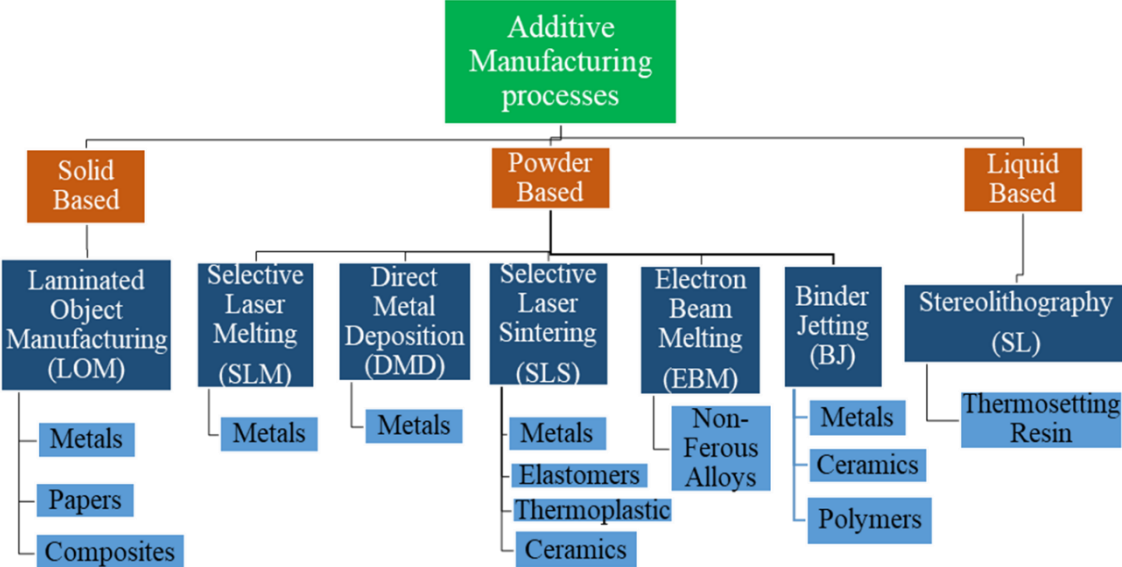 Additive
Manufacturing
processes
Solid
Based
Powder
Based
Liquid
Based
Laminated
Object
Manufacturing
(LOM)
Selective
Laser
Melting
(SLM)
Direct
Metal
Deposition
(DMD)
Selective
Laser
Sintering
(SLS)
Electron
Beam
Melting
(EBM)
Binder
Jetting
(BJ)
Stereolithography
(SL)
Metals
Papers
Composites
Metals
Metals
Metals
Elastomers
Thermoplastic
Ceramics
Non-
Ferous
Alloys
Metals
Ceramics
Polymers
Thermosetting
Resin